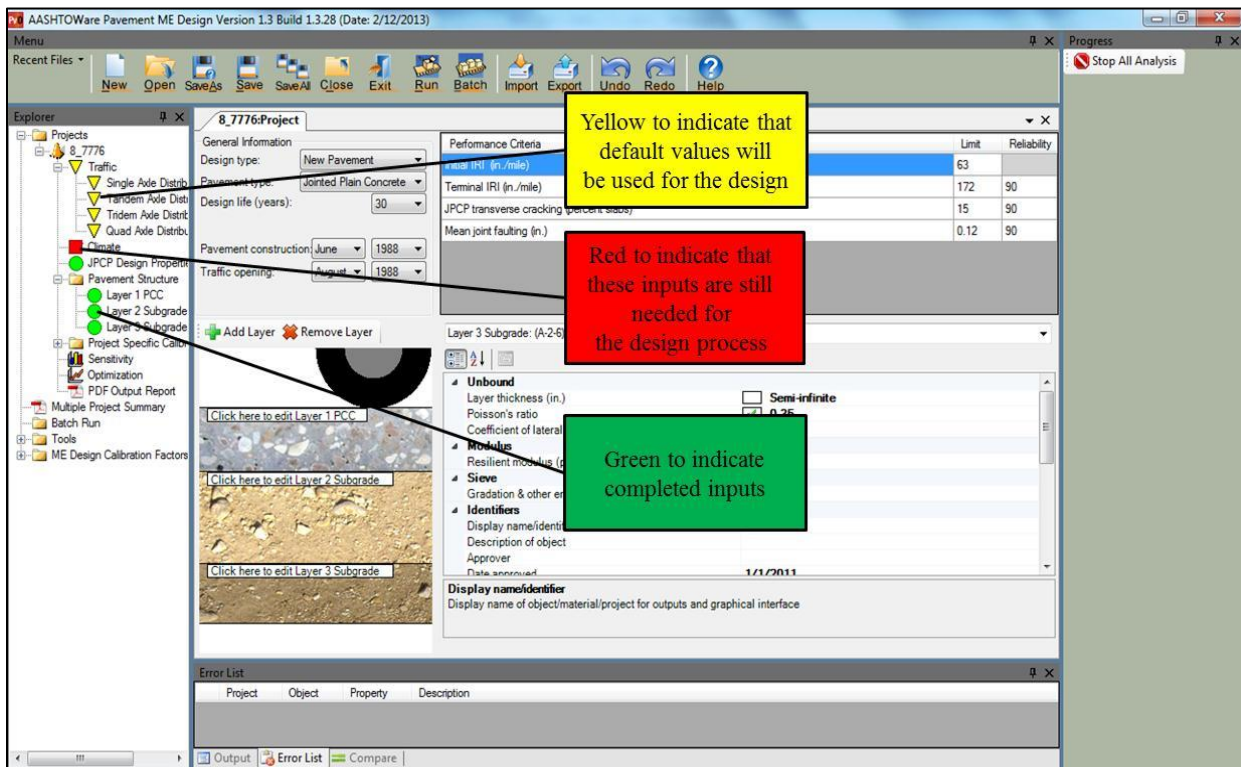 AASHTOWare Pavement ME Design Version 1.3 Build 1.3.28 (Date: 2/12/2013)
Menu
Recent Files
New Open SaveAs Save SaveAll Close Exit Run Batch Import Export Undo Redo Help
Progress
Stop All Analysis
Explorer
Projects
8_7776
Traffic
Single Axle Distrib
Tandem Axle Distr
Tridem Axle Distrib
Quad Axle Distribu
Climate
JPCP Design Propertie
Pavement Structure
Layer 1 PCC
Layer 2 Subgrade
Layer 3 Subgrade
Project Specific Calibr
Sensitivity
Optimization
PDF Output Report
Multiple Project Summary
Batch Run
Tools
ME Design Calibration Factors
8_7776:Project
General Information
Design type: New Pavement
Pavement type: Jointed Plain Concrete
Design life (years): 30
Pavement construction: June 1988
Traffic opening: August 1988
Performance Criteria Limit Reliability
Initial IRI (in./mile) 63
Terminal IRI (in./mile) 172 90
JPCP transverse cracking (percent slabs) 15 90
Mean joint faulting (in.) 0.12 90
Yellow to indicate that
default values will
be used for the design
Red to indicate that
these inputs are still
needed for
the design process
Green to indicate
completed inputs
Add Layer Remove Layer
Click here to edit Layer 1 PCC
Click here to edit Layer 2 Subgrade
Click here to edit Layer 3 Subgrade
Layer 3 Subgrade: (A-2-6)
Unbound
Layer thickness (in.) Semi-infinite
Poisson's ratio 0.35
Coefficient of lateral
Modulus
Resilient modulus (p
Sieve
Gradation & other en
Identifiers
Display name/identif
Description of object
Approver
Date approved 1/1/2011
Display name/identifier
Display name of object/material/project for outputs and graphical interface
Error List
Project Object Property Description
Output Error List Compare